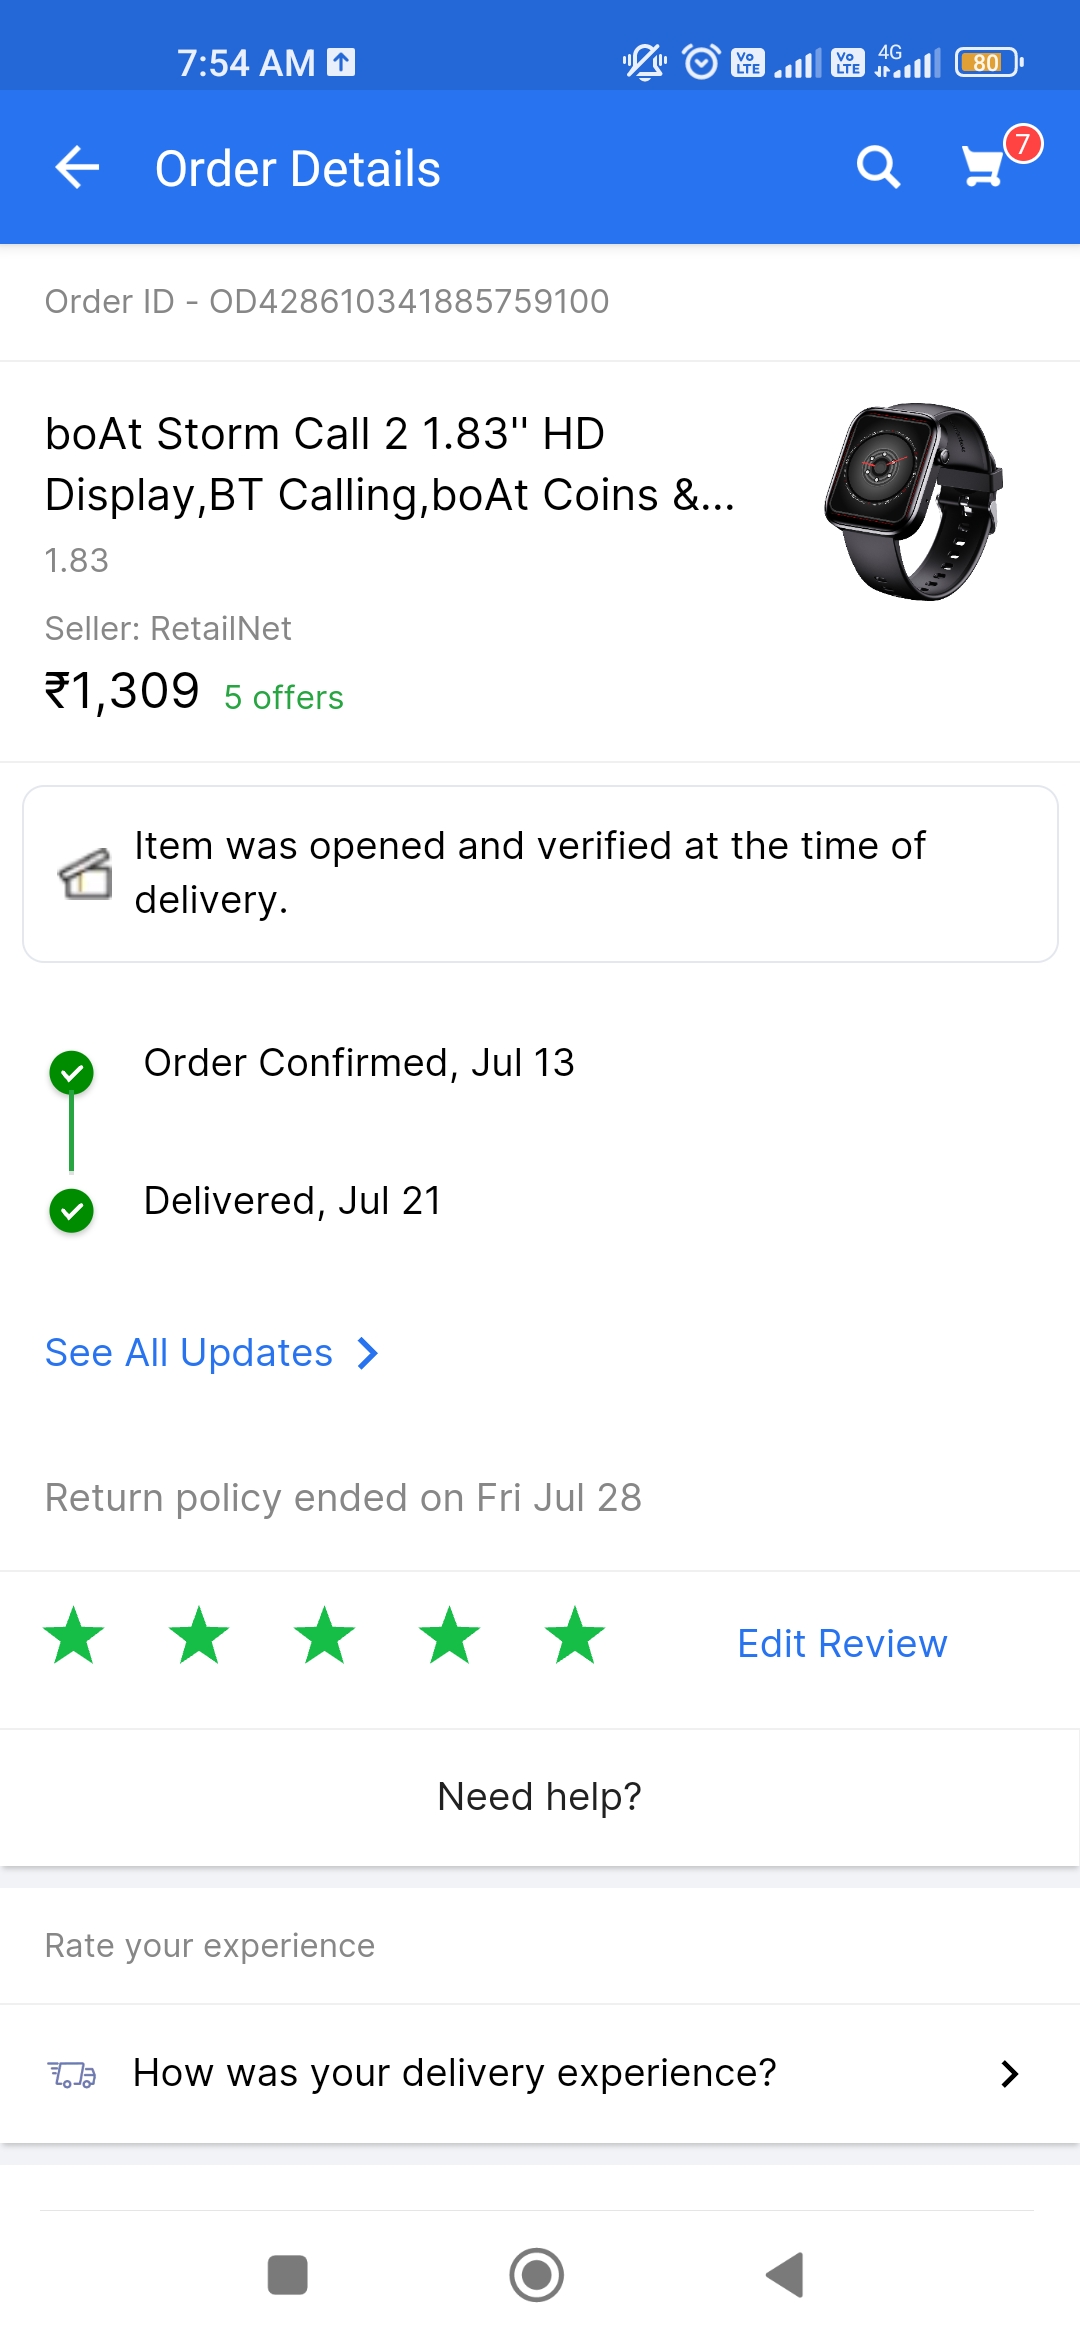 7:54 AM
Vo LTE
Vo LTE
4G
80
Order Details
7
Order ID - OD428610341885759100
boAt Storm Call 2 1.83'' HD
Display,BT Calling,boAt Coins &...
1.83
Seller: RetailNet
₹1,309 5 offers
Item was opened and verified at the time of
delivery.
Order Confirmed, Jul 13
Delivered, Jul 21
See All Updates
Return policy ended on Fri Jul 28
Edit Review
Need help?
Rate your experience
How was your delivery experience?